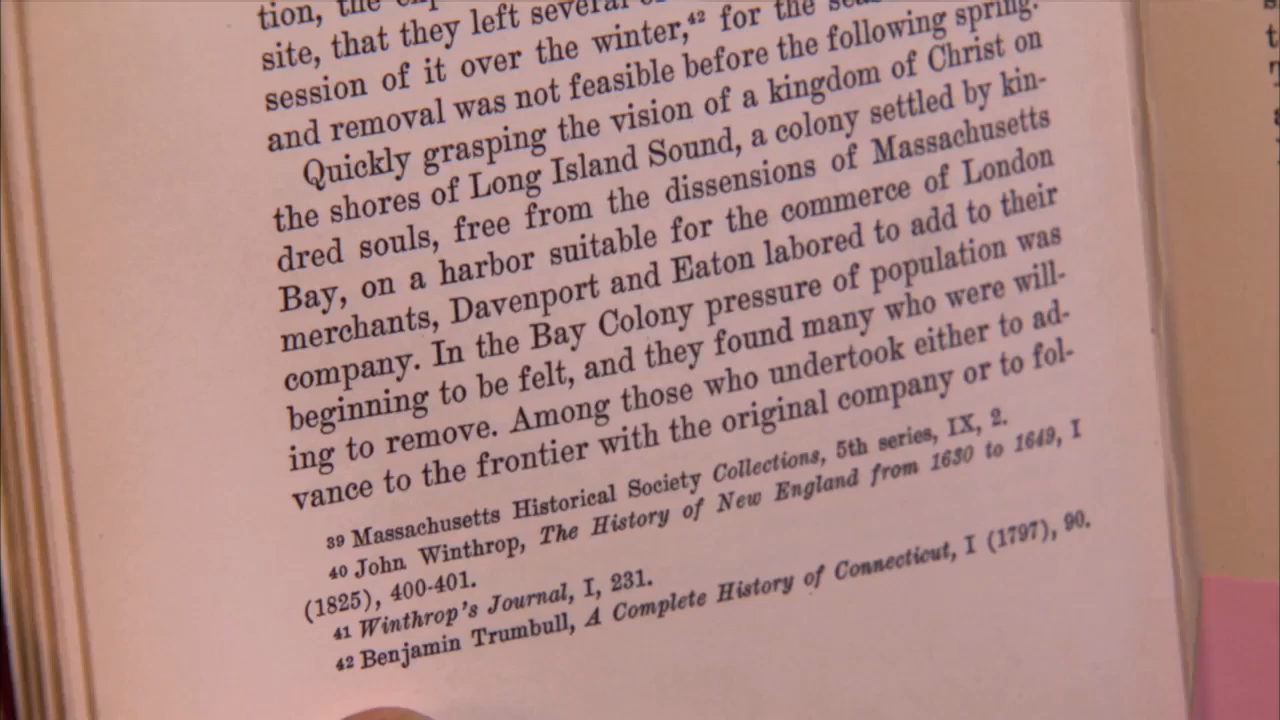 tion, the
site, that they left several
session of it over the winter,⁴² for the
and removal was not feasible before the following spring.
Quickly grasping the vision of a kingdom of Christ on
the shores of Long Island Sound, a colony settled by kin-
dred souls, free from the dissensions of Massachusetts
Bay, on a harbor suitable for the commerce of London
merchants, Davenport and Eaton labored to add to their
company. In the Bay Colony pressure of population was
beginning to be felt, and they found many who were will-
ing to remove. Among those who undertook either to ad-
vance to the frontier with the original company or to fol-
39 Massachusetts Historical Society Collections, 5th series, IX, 2.
40 John Winthrop, The History of New England from 1630 to 1649, I
(1825), 400-401.
41 Winthrop's Journal, I, 231.
42 Benjamin Trumbull, A Complete History of Connecticut, I (1797), 90.